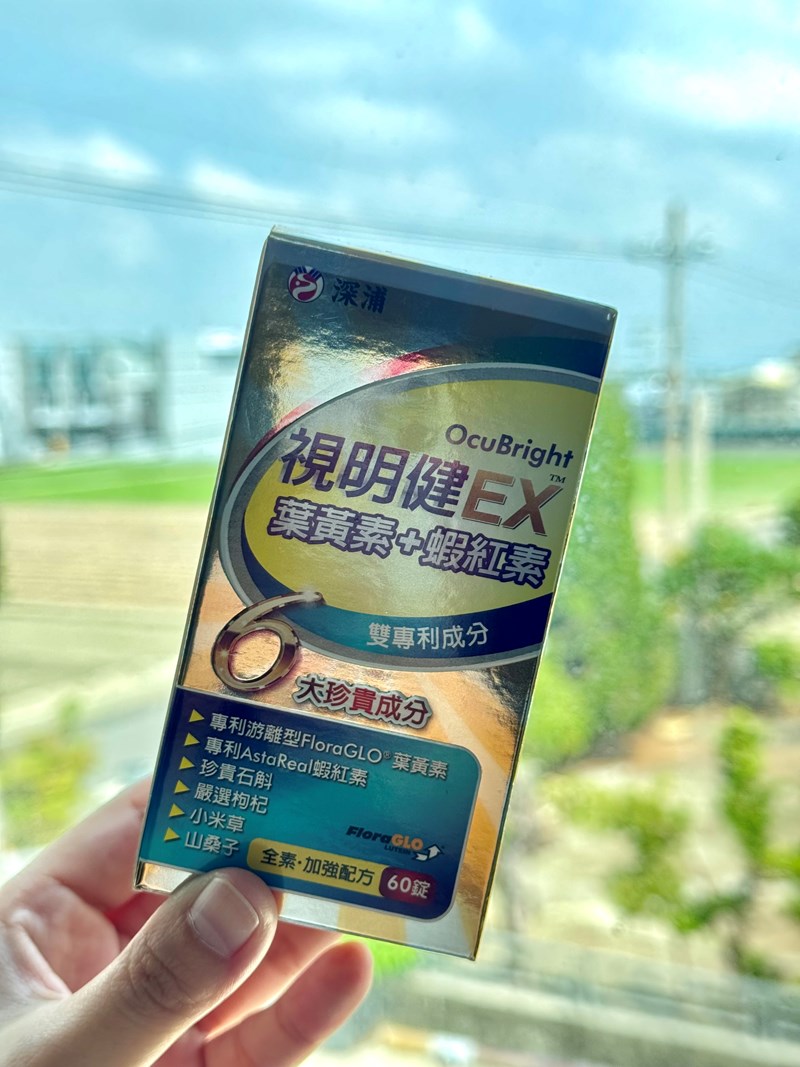 深浦
OcuBright
視明健EX™
葉黃素+蝦紅素
雙專利成分
6
大珍貴成分
▶ 專利游離型FloraGLO®葉黃素
▶ 專利AstaReal蝦紅素
▶ 珍貴石斛
▶ 嚴選枸杞
▶ 小米草
▶ 山桑子
FloraGLO
LUTEIN
全素·加強配方 60錠